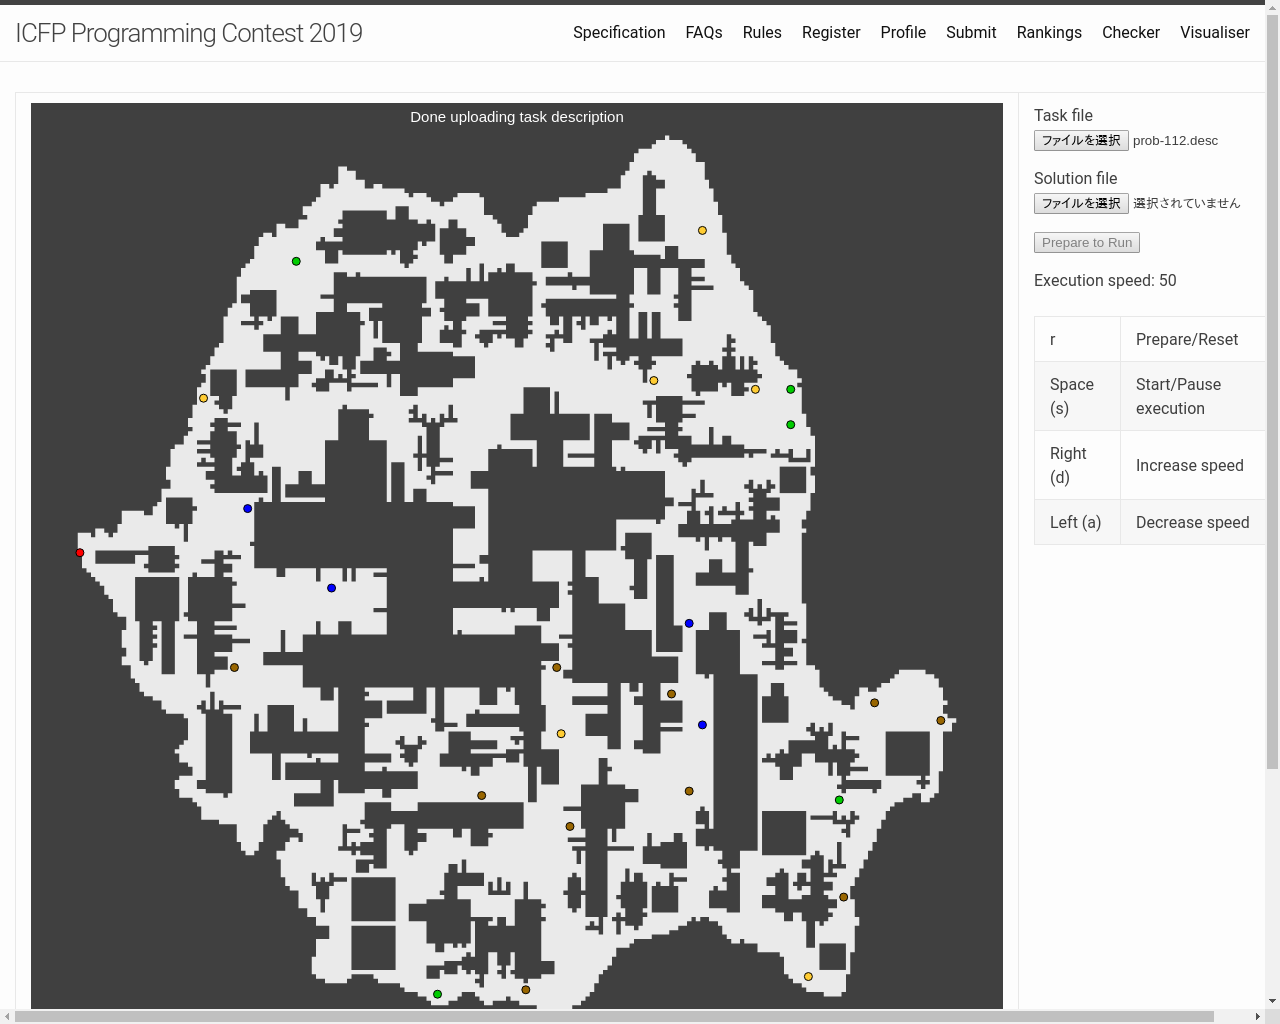 ICFP Programming Contest 2019
Specification FAQs Rules Register Profile Submit Rankings Checker Visualiser
Done uploading task description
Task file
ファイルを選択 prob-112.desc
Solution file
ファイルを選択 選択されていません
Prepare to Run
Execution speed: 50
r Prepare/Reset
Space (s) Start/Pause execution
Right (d) Increase speed
Left (a) Decrease speed